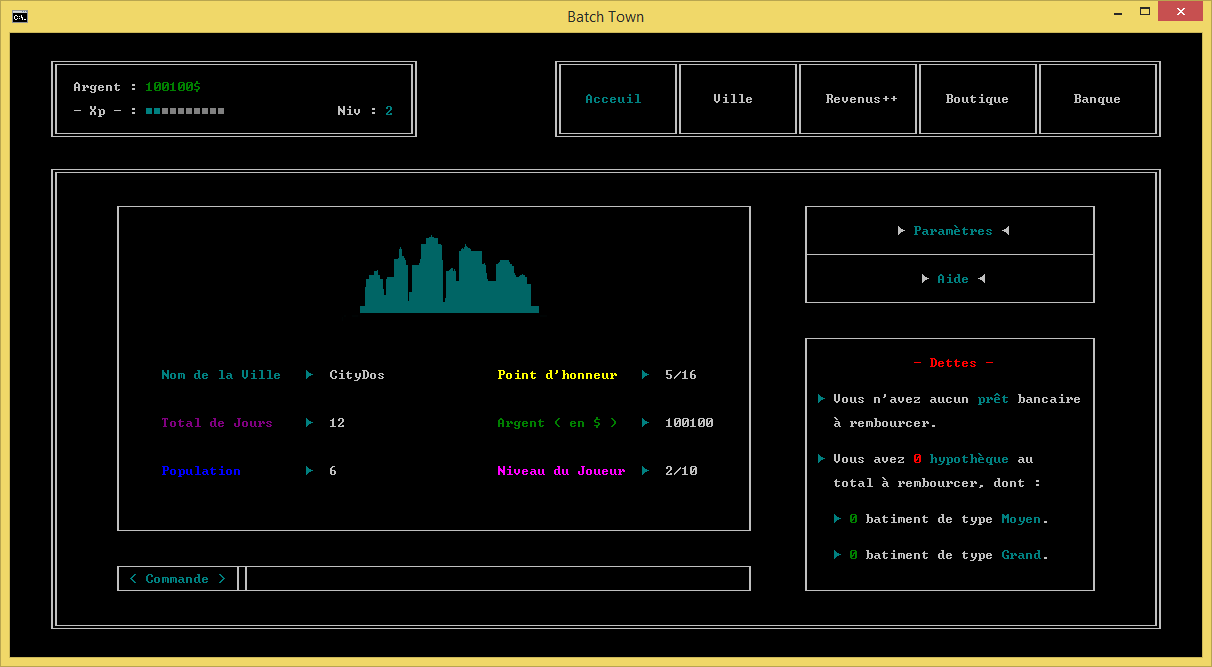 Batch Town
Argent : 100100$
- Xp - : Niv : 2
Acceuil Ville Revenus++ Boutique Banque
Paramètres
Aide
Nom de la Ville CityDos
Point d'honneur 5/16
Total de Jours 12
Argent ( en $ ) 100100
Population 6
Niveau du Joueur 2/10
- Dettes -
Vous n'avez aucun prêt bancaire
à rembourcer.
Vous avez 0 hypothèque au
total à rembourcer, dont :
0 batiment de type Moyen.
0 batiment de type Grand.
< Commande >